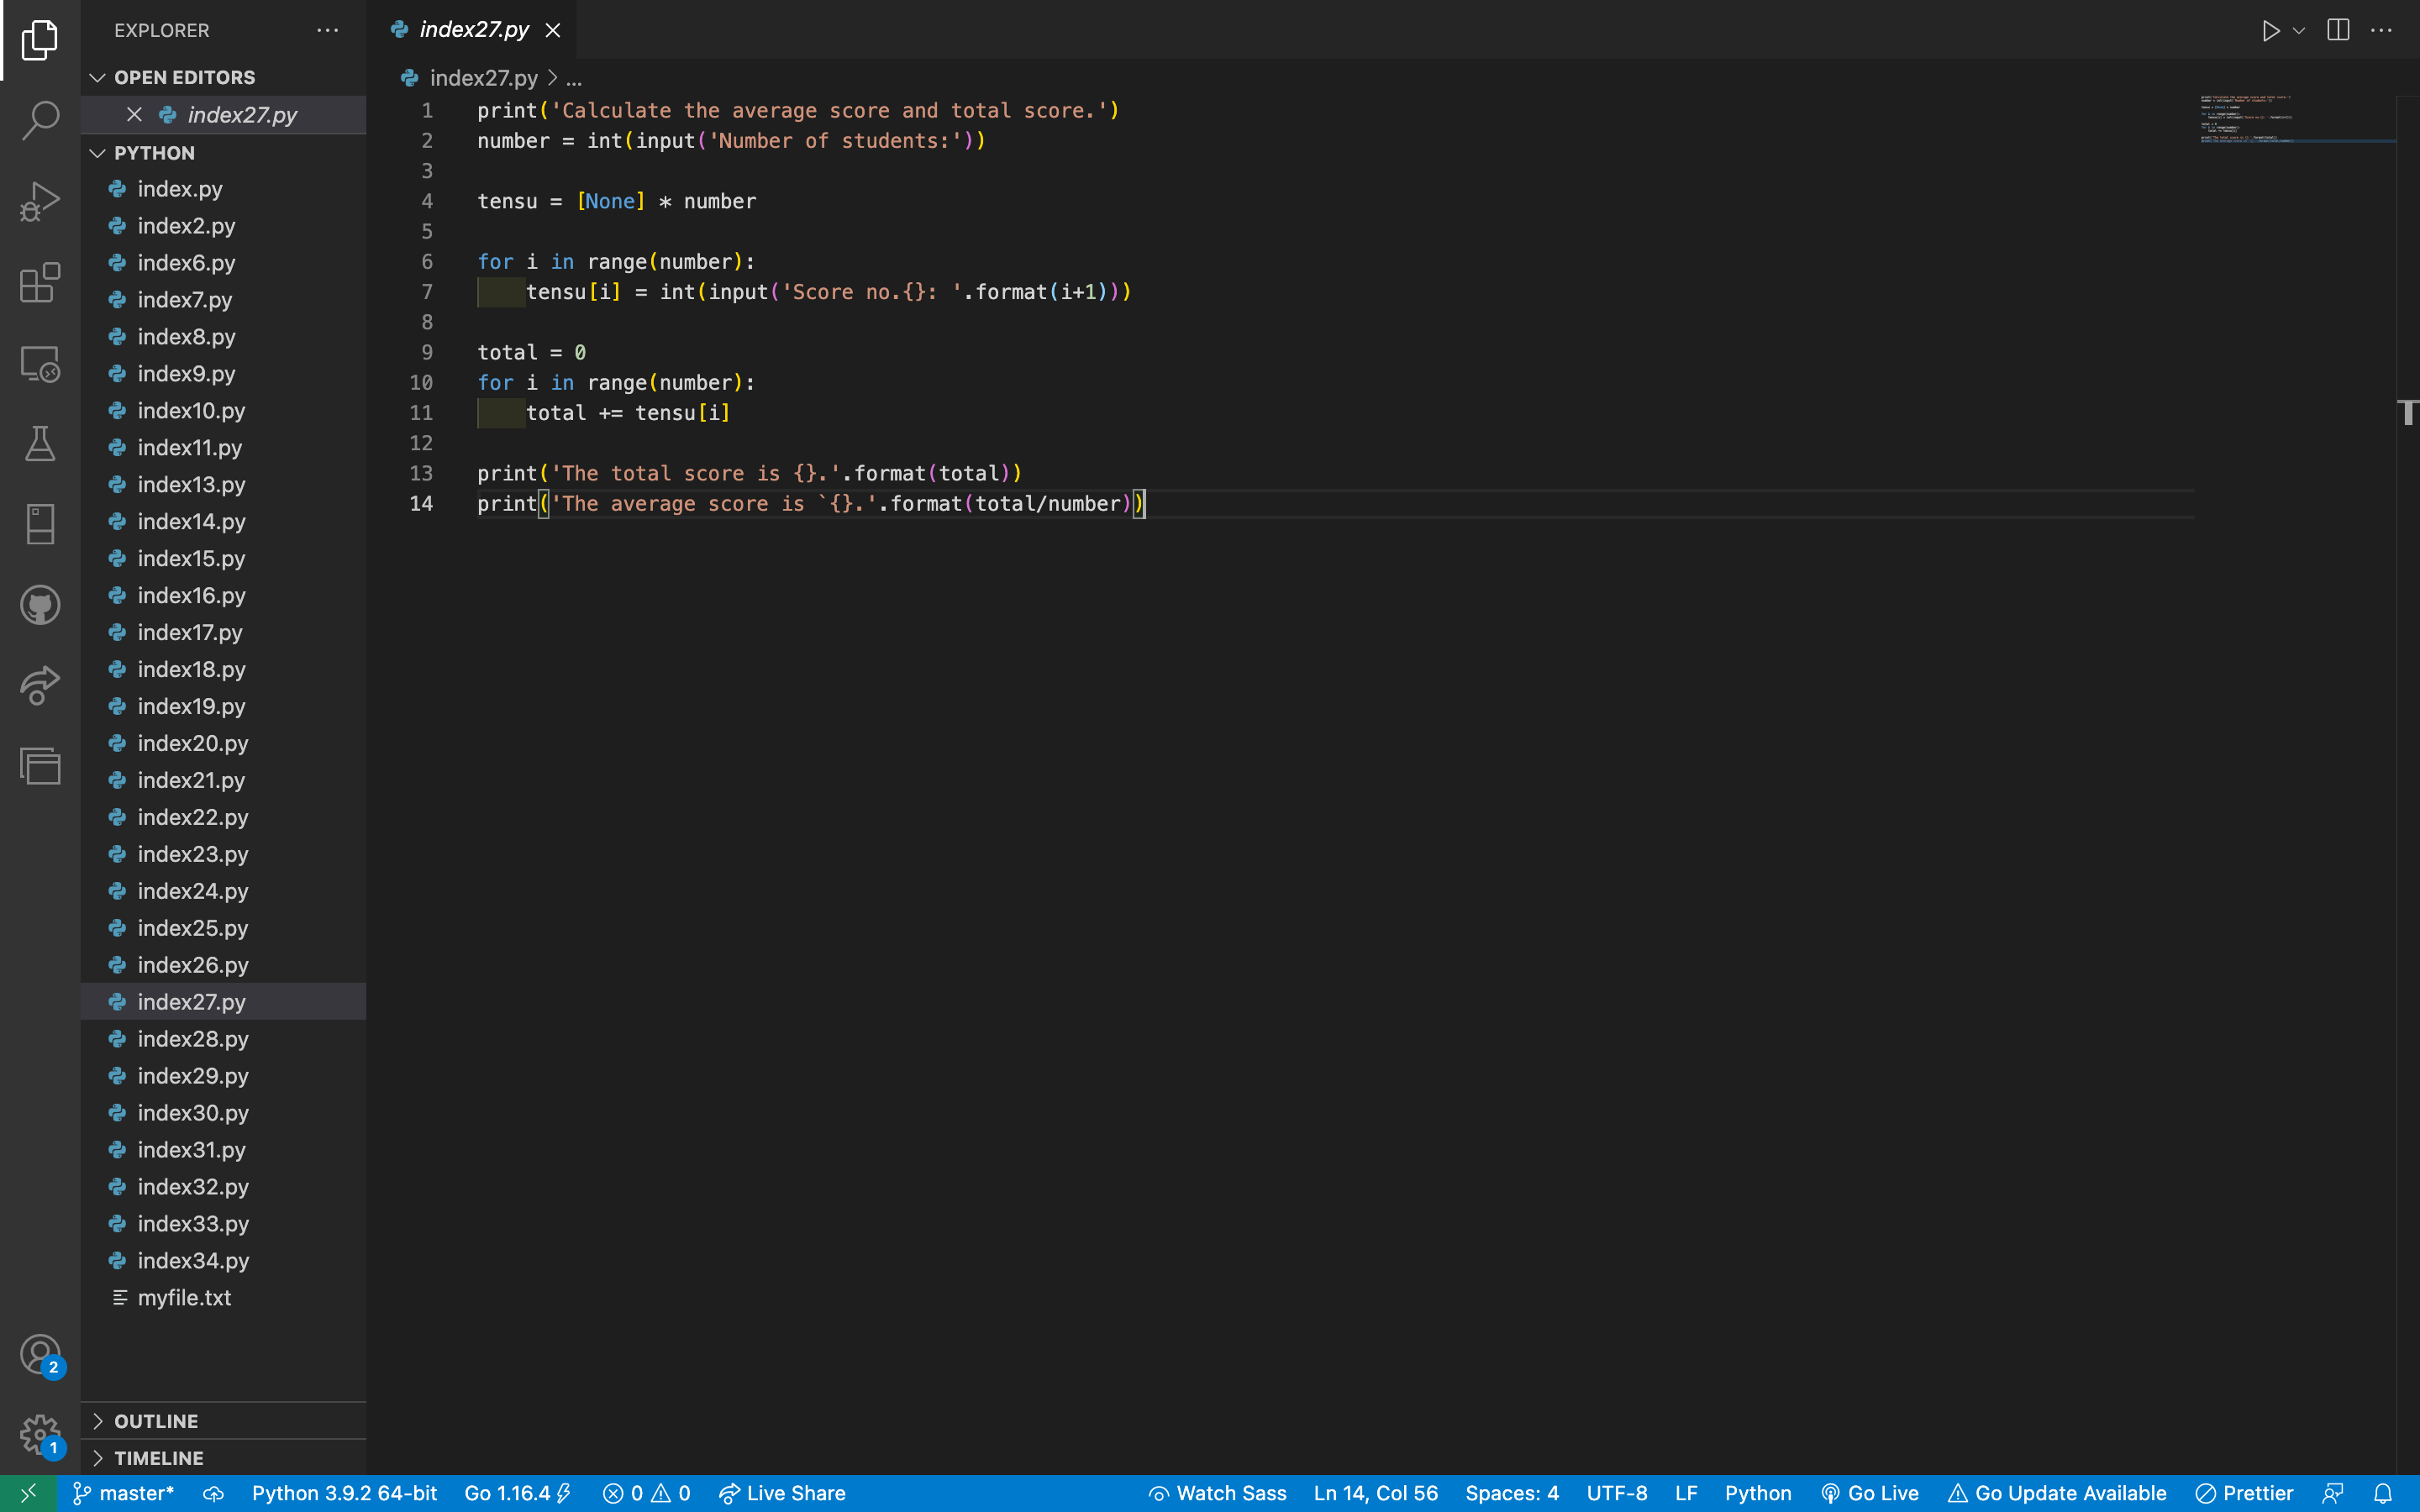 EXPLORER
OPEN EDITORS
index27.py
PYTHON
index.py
index2.py
index6.py
index7.py
index8.py
index9.py
index10.py
index11.py
index13.py
index14.py
index15.py
index16.py
index17.py
index18.py
index19.py
index20.py
index21.py
index22.py
index23.py
index24.py
index25.py
index26.py
index27.py
index28.py
index29.py
index30.py
index31.py
index32.py
index33.py
index34.py
myfile.txt
OUTLINE
TIMELINE
2
1
index27.py
index27.py > ...
1 print('Calculate the average score and total score.')
2 number = int(input('Number of students:'))
3
4 tensu = [None] * number
5
6 for i in range(number):
7     tensu[i] = int(input('Score no.{}: '.format(i+1)))
8
9 total = 0
10 for i in range(number):
11     total += tensu[i]
12
13 print('The total score is {}.'.format(total))
14 print('The average score is `{}.'.format(total/number))
master* Python 3.9.2 64-bit Go 1.16.4 0 0 Live Share Watch Sass Ln 14, Col 56 Spaces: 4 UTF-8 LF Python Go Live Go Update Available Prettier